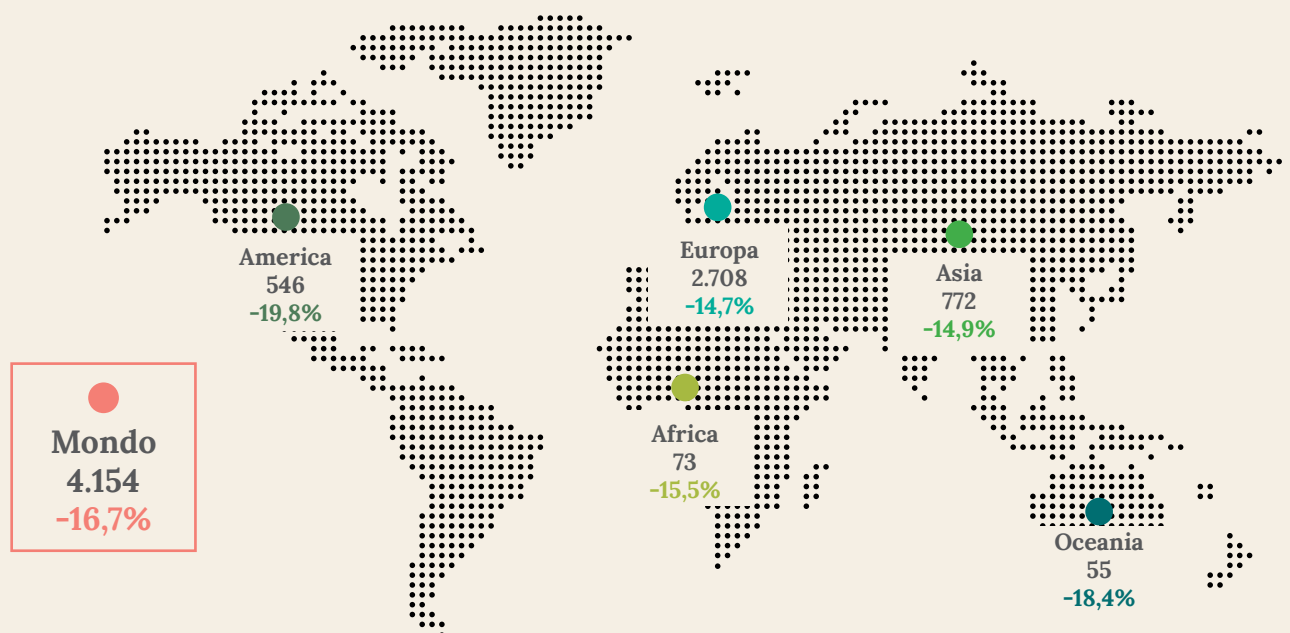 America
546
-19,8%
Europa
2.708
-14,7%
Asia
772
-14,9%
Mondo
4.154
-16,7%
Africa
73
-15,5%
Oceania
55
-18,4%